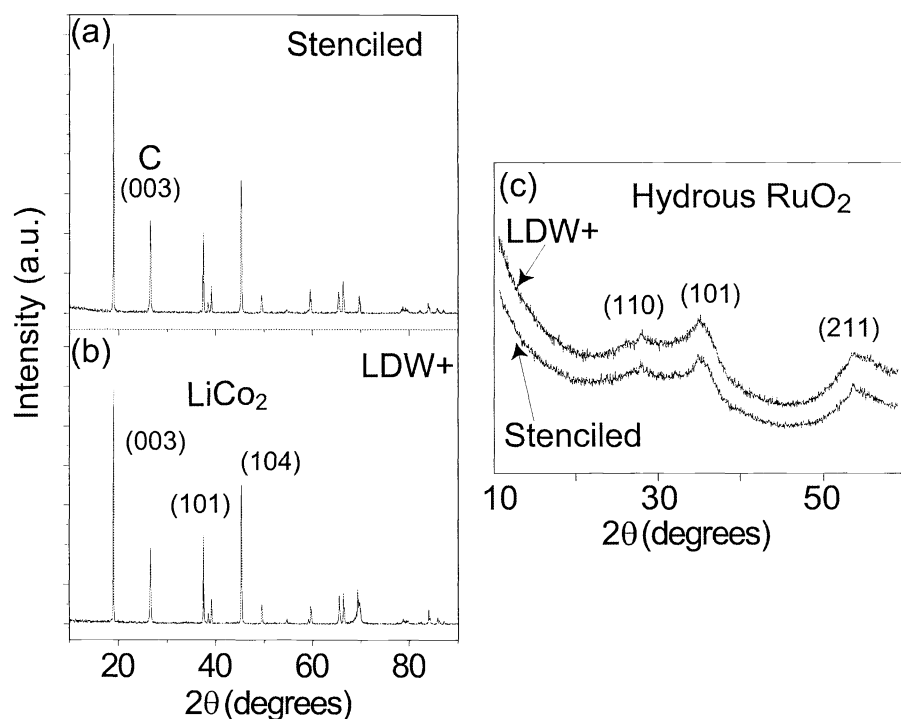 (a)
Stenciled
C
(003)
Intensity (a.u.)
(b)
LDW+
LiCo₂
(003)
(104)
(101)
20 40 60 80
2θ (degrees)
(c)
Hydrous RuO₂
LDW+
(110)
(101)
(211)
Stenciled
10 30 50
2θ (degrees)